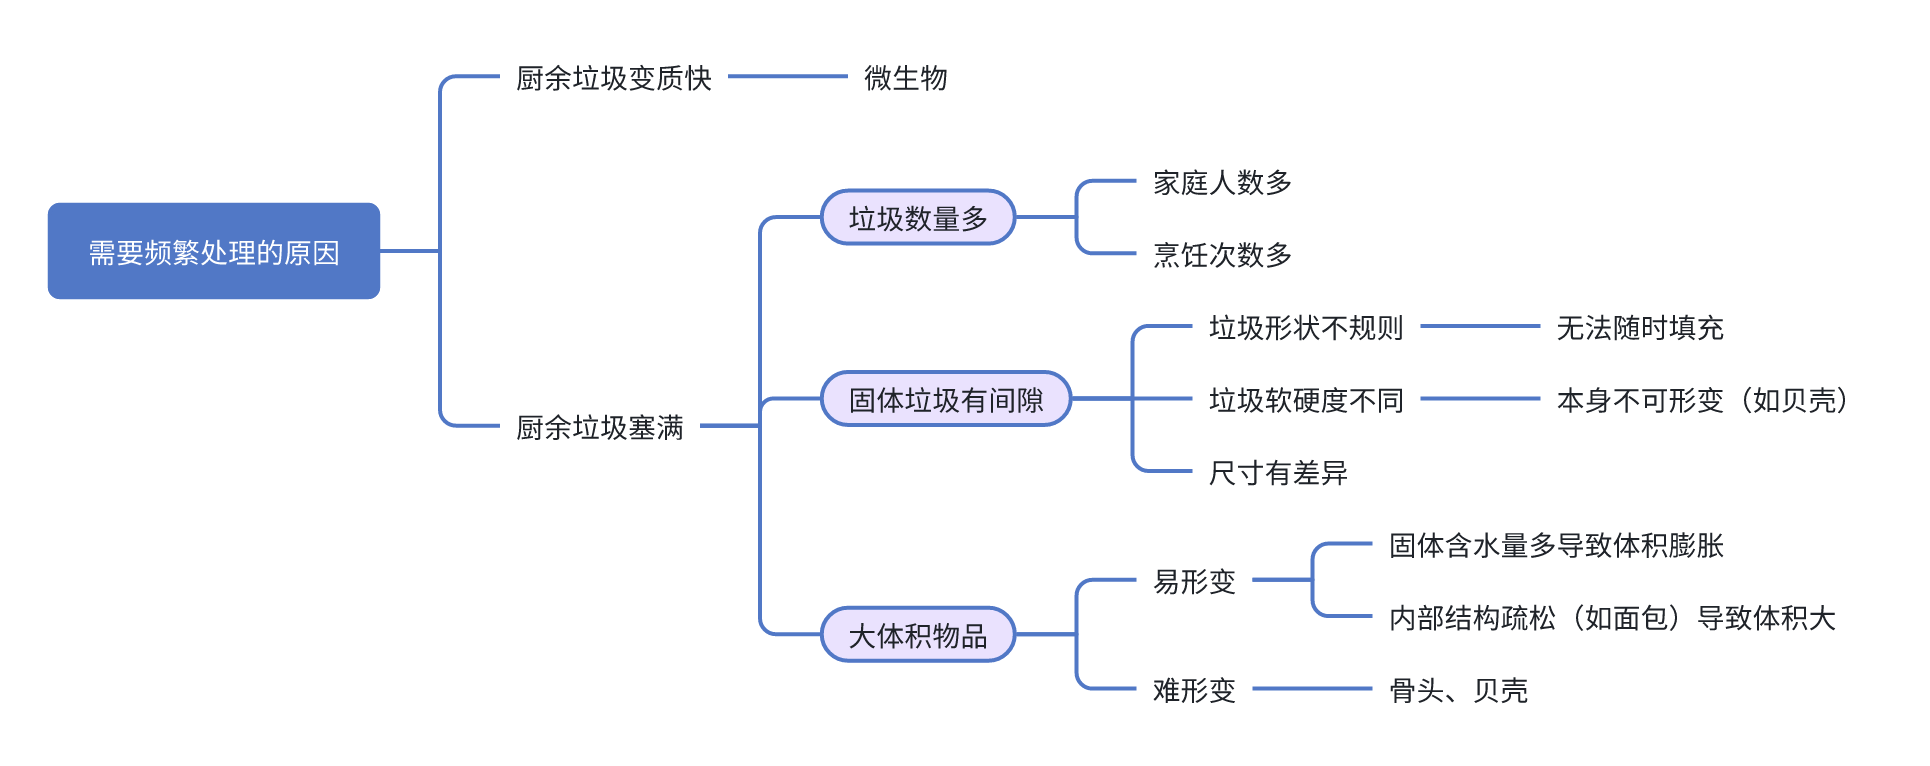 需要频繁处理的原因
厨余垃圾变质快
微生物
厨余垃圾塞满
垃圾数量多
家庭人数多
烹饪次数多
固体垃圾有间隙
垃圾形状不规则
无法随时填充
垃圾软硬度不同
本身不可形变（如贝壳）
尺寸有差异
大体积物品
易形变
固体含水量多导致体积膨胀
内部结构疏松（如面包）导致体积大
难形变
骨头、贝壳